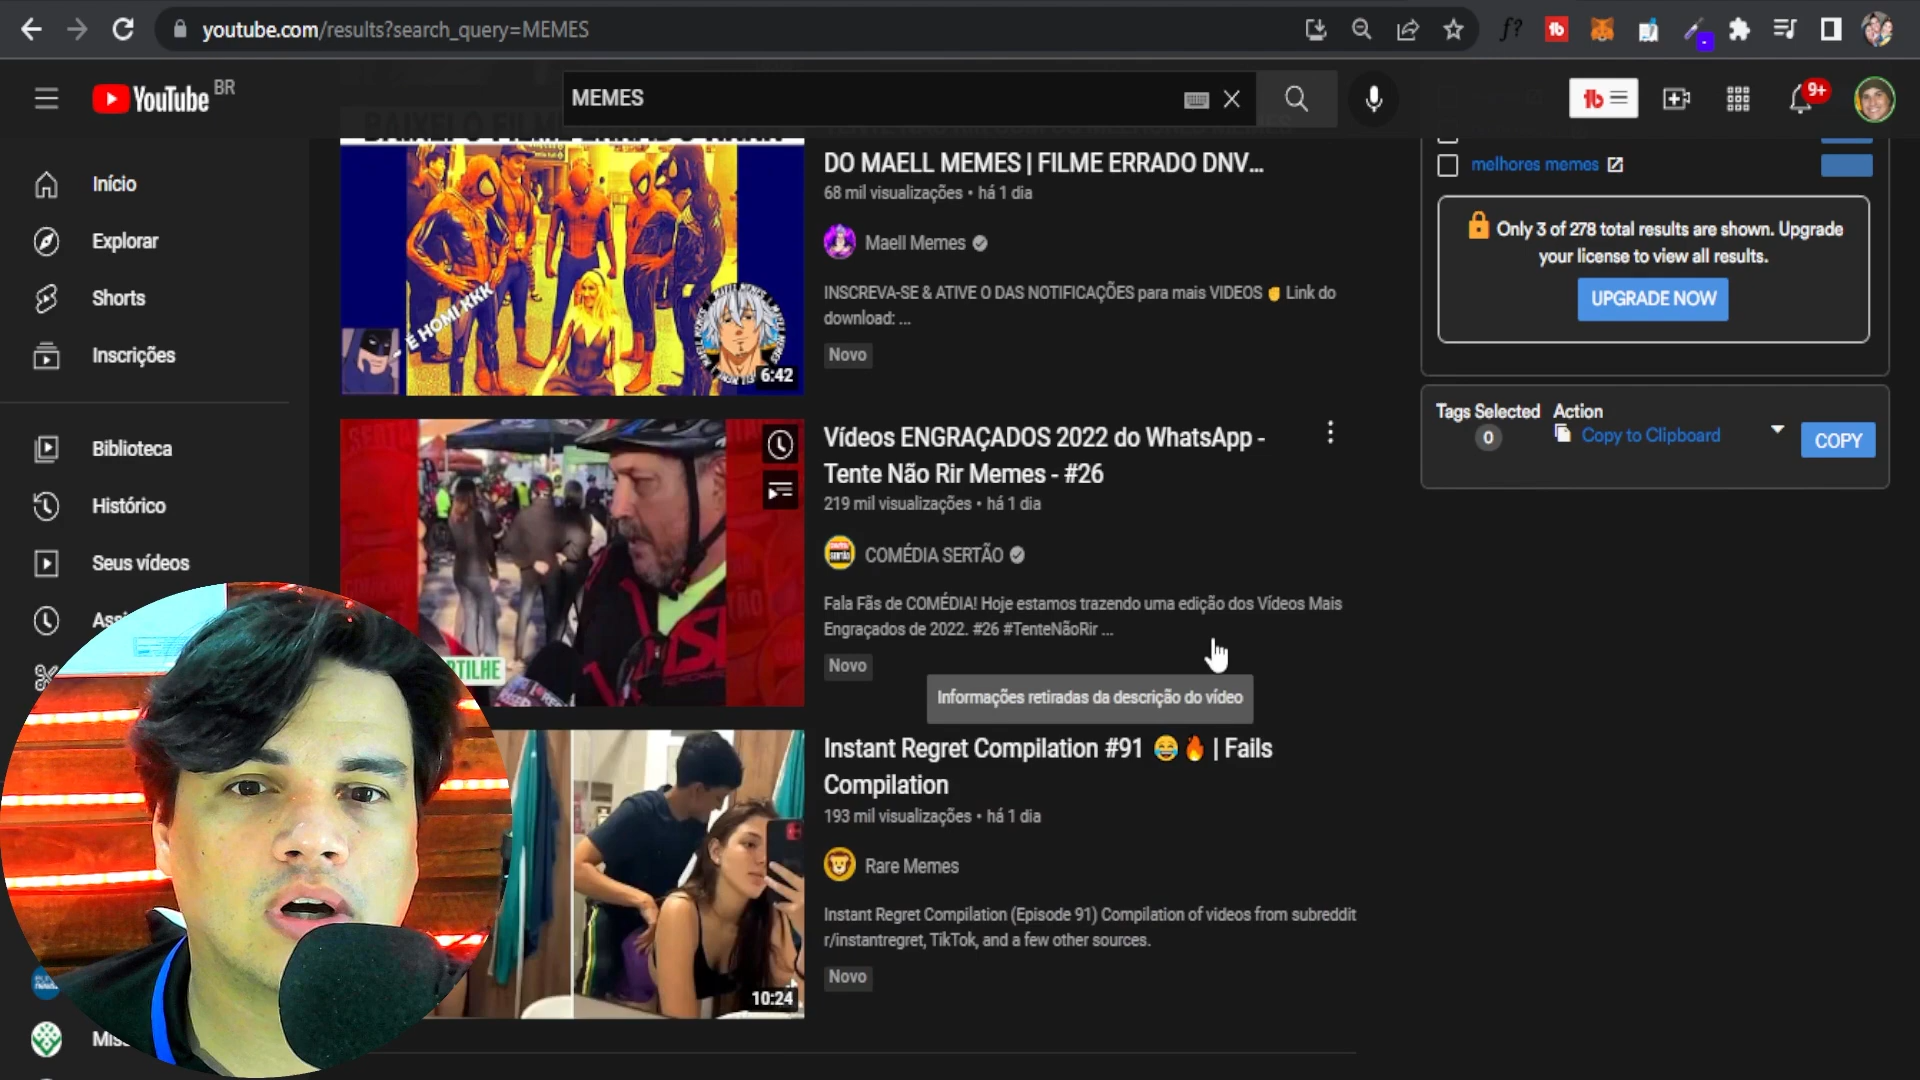 youtube.com/results?search_query=MEMES
f?
tb
YouTube BR
MEMES
tb
9+
Início
Explorar
Shorts
Inscrições
Biblioteca
Histórico
Seus vídeos
DO MAELL MEMES | FILME ERRADO DNV...
68 mil visualizações • há 1 dia
Maell Memes
INSCREVA-SE & ATIVE O DAS NOTIFICAÇÕES para mais VIDEOS Link do
download: ...
Novo
- É HOMI KKK
6:42
Vídeos ENGRAÇADOS 2022 do WhatsApp -
Tente Não Rir Memes - #26
219 mil visualizações • há 1 dia
COMÉDIA SERTÃO
Fala Fãs de COMÉDIA! Hoje estamos trazendo uma edição dos Vídeos Mais
Engraçados de 2022. #26 #TenteNãoRir ...
Novo
Informações retiradas da descrição do vídeo
Instant Regret Compilation #91 😂🔥 | Fails
Compilation
193 mil visualizações • há 1 dia
Rare Memes
Instant Regret Compilation (Episode 91) Compilation of videos from subreddit
r/instantregret, TikTok, and a few other sources.
Novo
10:24
melhores memes
Only 3 of 278 total results are shown. Upgrade
your license to view all results.
UPGRADE NOW
Tags Selected Action
0 Copy to Clipboard
COPY